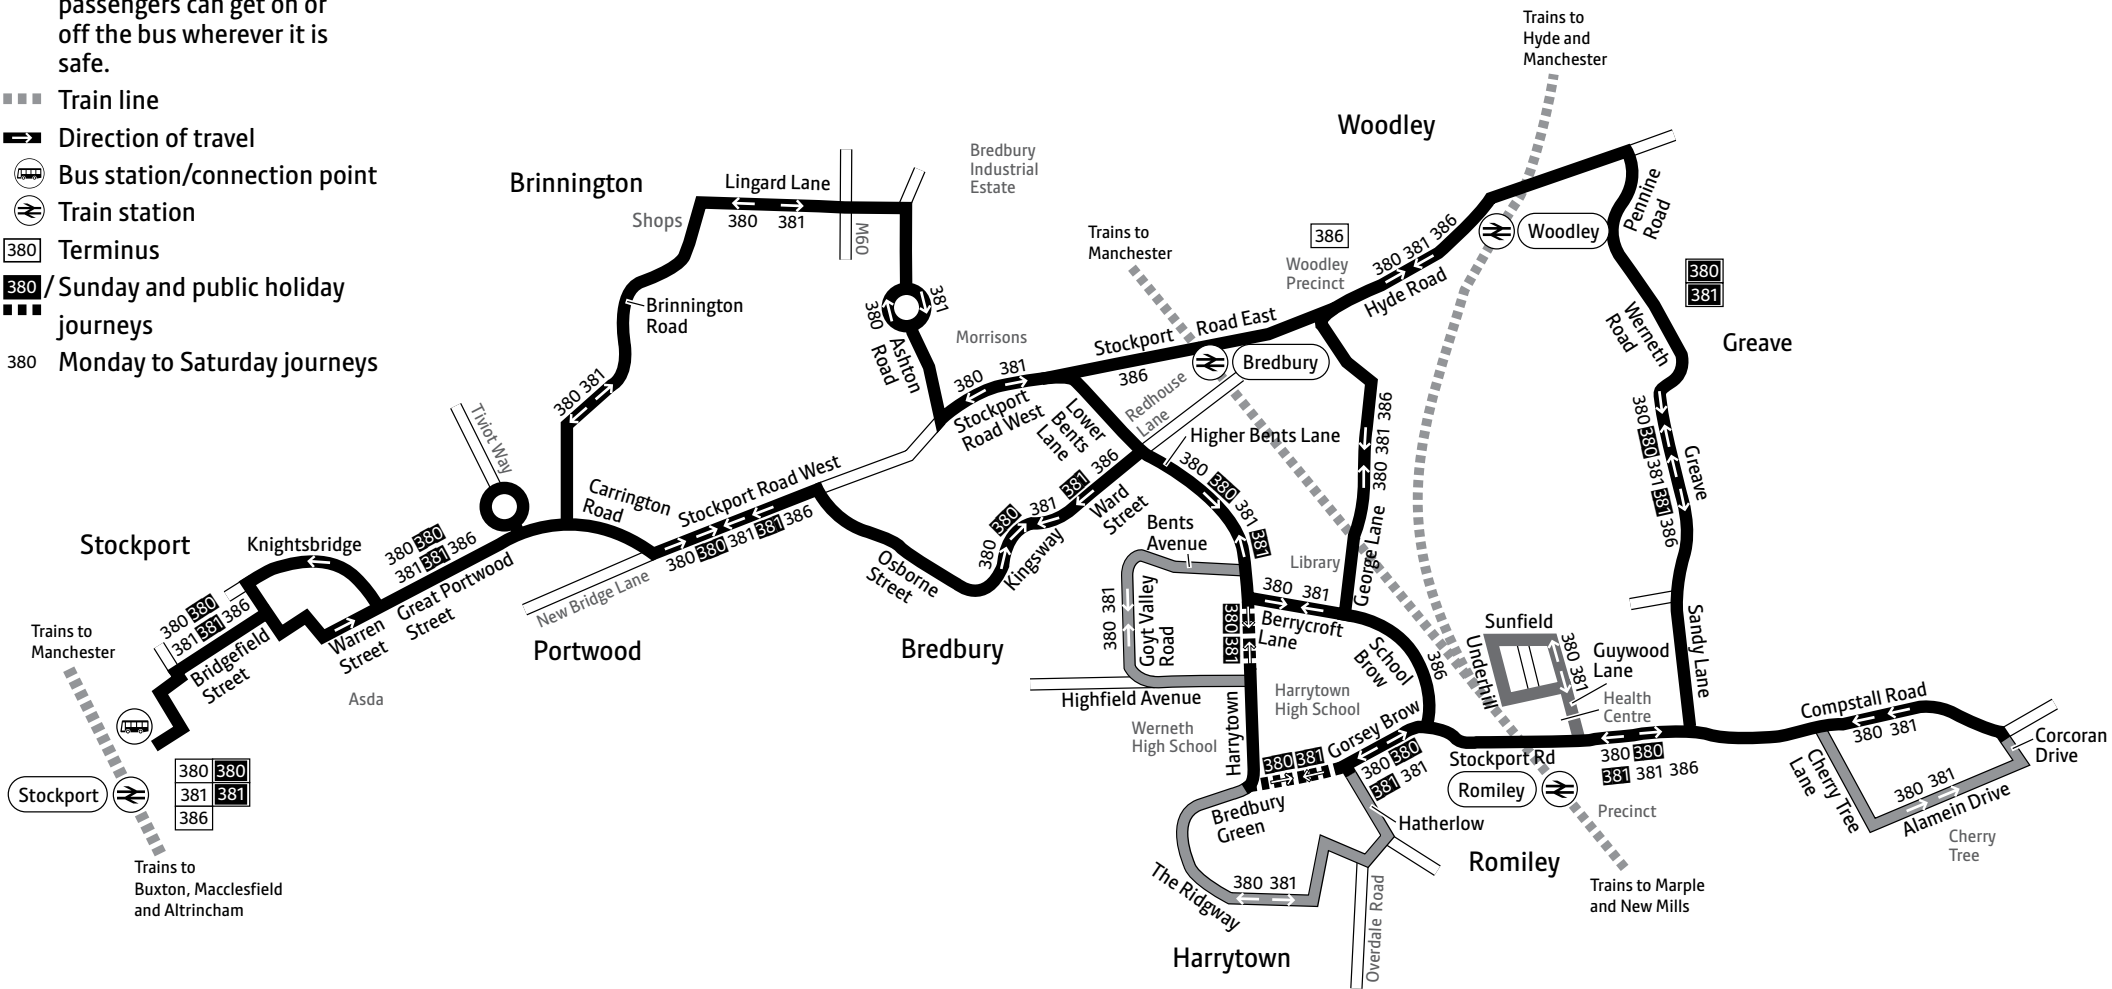 passengers can get on or
off the bus wherever it is
safe.
Train line
Direction of travel
Bus station/connection point
Train station
380 Terminus
380 / Sunday and public holiday
journeys
380 Monday to Saturday journeys
Trains to
Hyde and
Manchester
Woodley
Bredbury
Industrial
Estate
Brinnington
Lingard Lane
380 381
Shops
M60
Pennine
Road
Woodley
386
Woodley
Precinct
380 381 386
Hyde Road
Trains to
Manchester
380
381
Brinnington
Road
380
381
Ashton
Road
Morrisons
Werneth
Road
Greave
Stockport Road East
386
Bredbury
380 381
Stockport
Road West
380 381
Tiviot Way
Lower
Bents
Lane
Redhouse
Lane
Higher Bents Lane
380 381 386
George Lane
380 380 381 381 386
Greave
Carrington
Road
Stockport Road West
380 380 381 381 386
380 380 381 381
Ward
Street
380 380 381 381 386
Kingsway
Osborne
Street
Bents
Avenue
Library
Stockport
Knightsbridge
380 380
381 381 386
Great Portwood
Street
New Bridge Lane
Portwood
Bredbury
380 380
381 381 386
Bridgefield
Street
Warren
Street
Asda
Trains to
Manchester
380 381
Goyt Valley
Road
380 381
380 381
Berrycroft
Lane
School
Brow
386
Sunfield
Underhill
380 381
Guywood
Lane
Health
Centre
Sandy Lane
Highfield Avenue
Werneth
High School
Harrytown
Harrytown
High School
Gorsey Brow
380 381
380 380
381 381
Stockport Rd
Romiley
380 380
381 381 386
Precinct
Compstall Road
380 381
Corcoran
Drive
Cherry Tree
Lane
380 381
Alamein Drive
Cherry
Tree
Stockport
380 380
381 381
386
Trains to
Buxton, Macclesfield
and Altrincham
Bredbury
Green
Hatherlow
Romiley
The Ridgway
380 381
Overdale Road
Trains to Marple
and New Mills
Harrytown